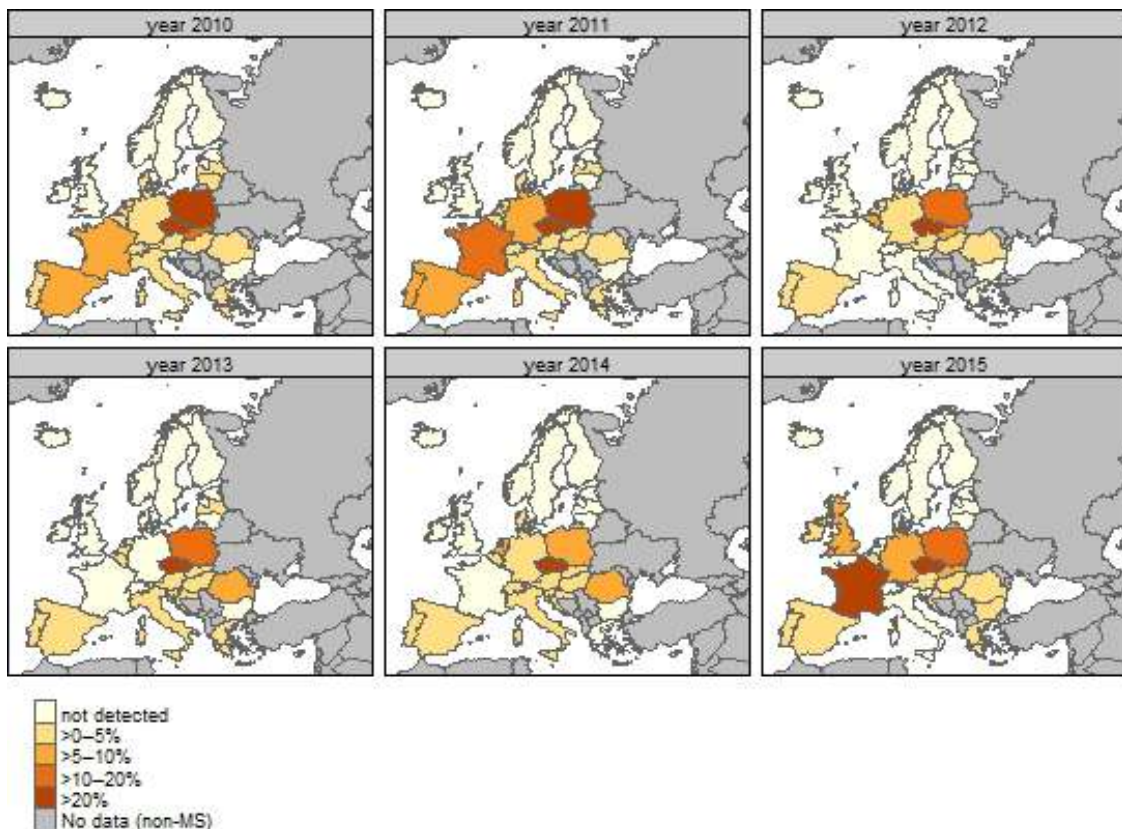 year 2010
year 2011
year 2012
year 2013
year 2014
year 2015
not detected
>0–5%
>5–10%
>10–20%
>20%
No data (non-MS)